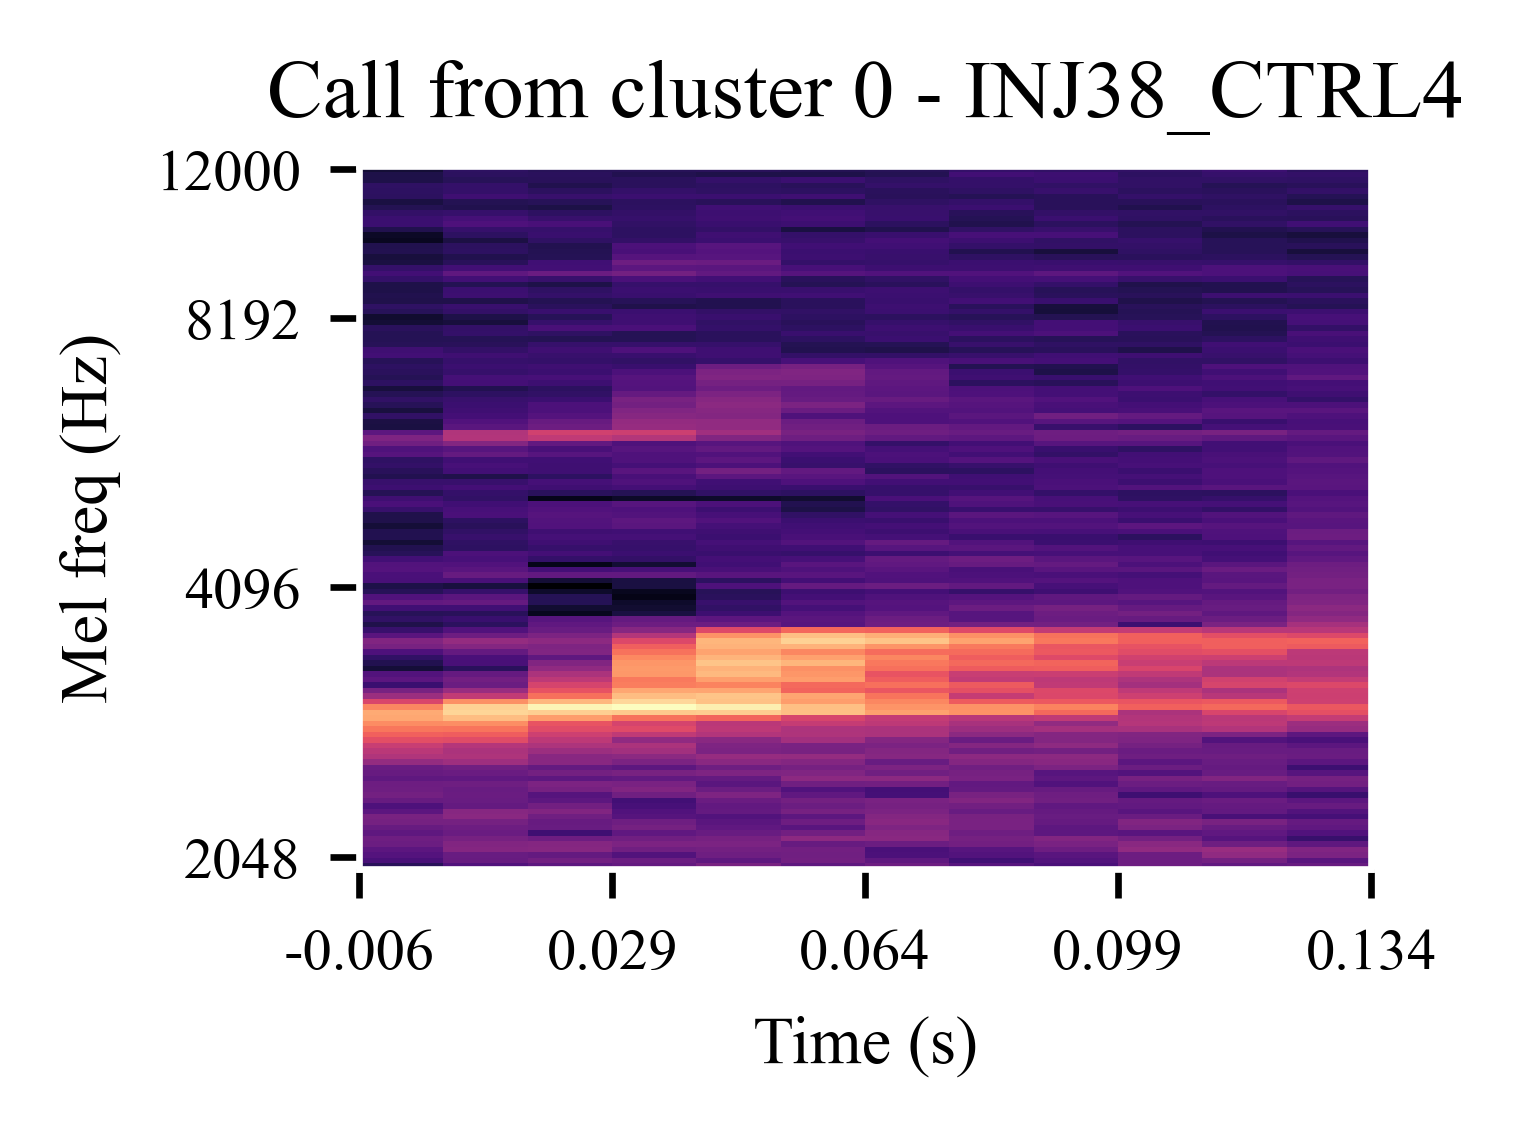 Call from cluster 0 - INJ38_CTRL4
12000
8192
4096
2048
Mel freq (Hz)
-0.006 0.029 0.064 0.099 0.134
Time (s)